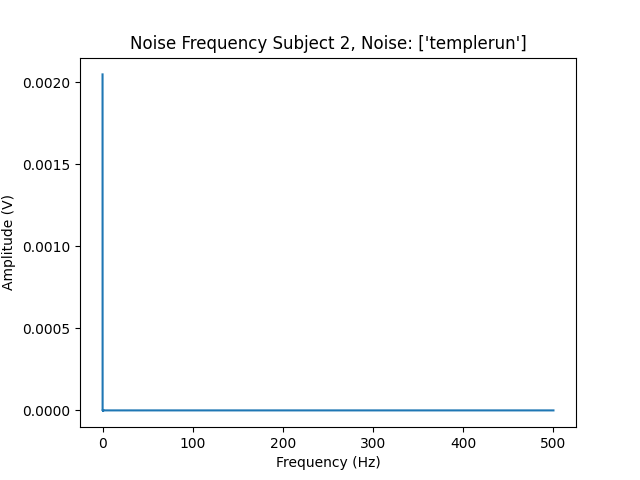 Noise Frequency Subject 2, Noise: ['templerun']
0.0020
0.0015
0.0010
0.0005
0.0000
Amplitude (V)
0 100 200 300 400 500
Frequency (Hz)